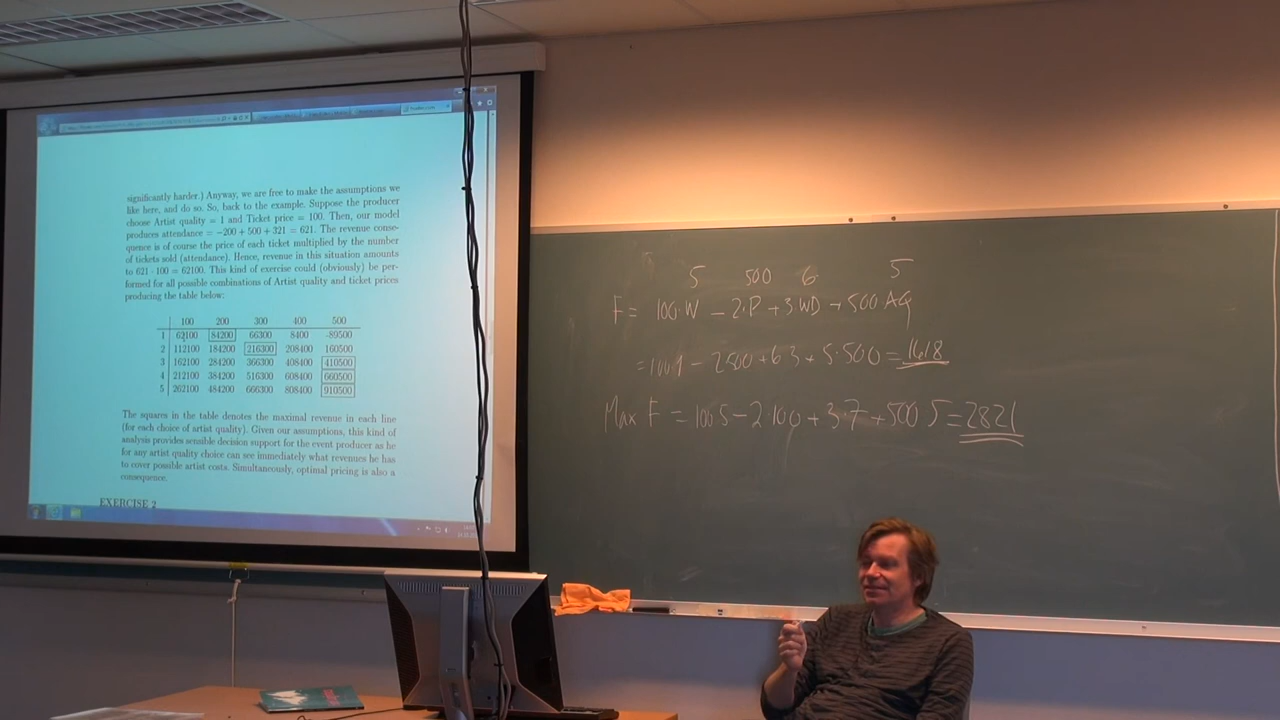 significantly harder.) Anyway, we are free to make the assumptions we
like here, and do so. So, back to the example. Suppose the producer
choose Artist quality = 1 and Ticket price = 100. Then, our model
produces attendance = −200 + 500 + 321 = 621. The revenue conse-
quence is of course the price of each ticket multiplied by the number
of tickets sold (attendance). Hence, revenue in this situation amounts
to 621 · 100 = 62100. This kind of exercise could (obviously) be per-
formed for all possible combinations of Artist quality and ticket prices
producing the table below:
100 200 300 400 500
1 62100 84200 66300 8400 -89500
2 112100 184200 216300 208400 160500
3 162100 284200 366300 408400 410500
4 212100 384200 516300 608400 660500
5 262100 484200 666300 808400 910500
The squares in the table denotes the maximal revenue in each line
(for each choice of artist quality). Given our assumptions, this kind of
analysis provides sensible decision support for the event producer as he
for any artist quality choice can see immediately what revenues he has
to cover possible artist costs. Simultaneously, optimal pricing is also a
consequence.
EXERCISE 2
5 500 6 5
F = 100·W − 2·P + 3·WD + 500·AQ
= 100·1 − 2·500 + 6·3 + 5·500 = 1618
Max F = 100·5 − 2·100 + 3·7 + 500·5 = 2821